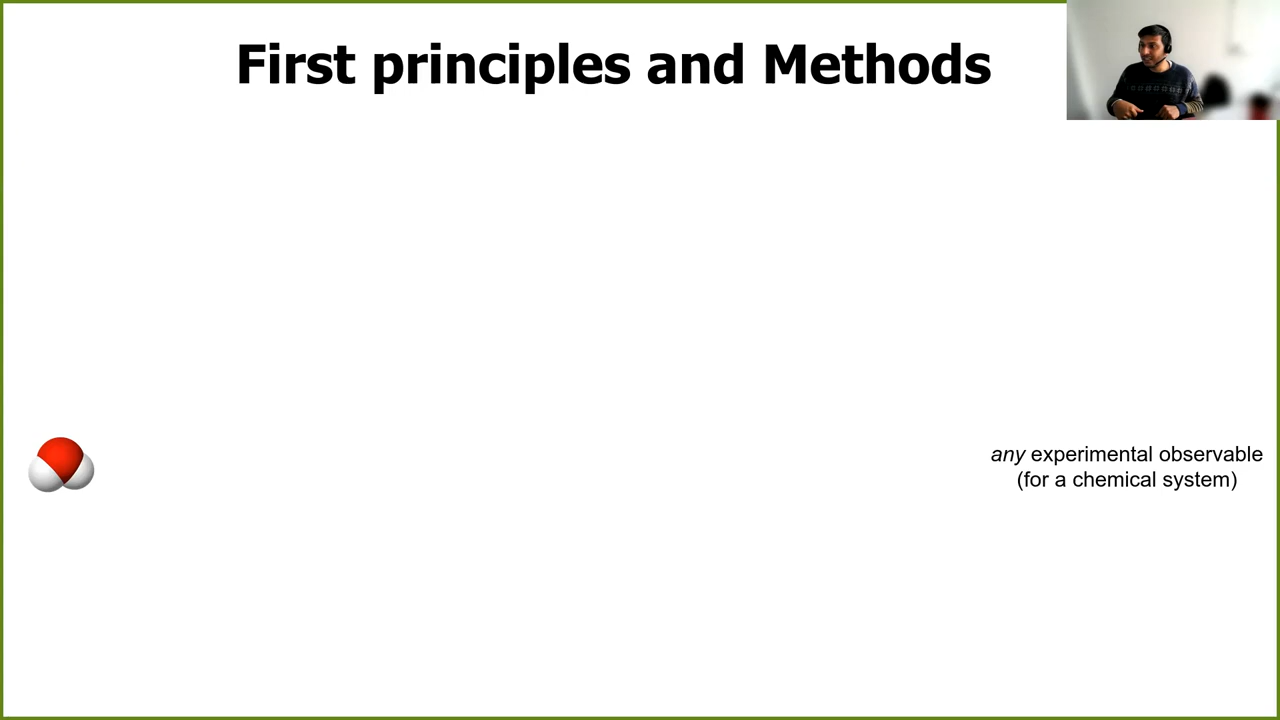 First principles and Methods
any experimental observable
(for a chemical system)